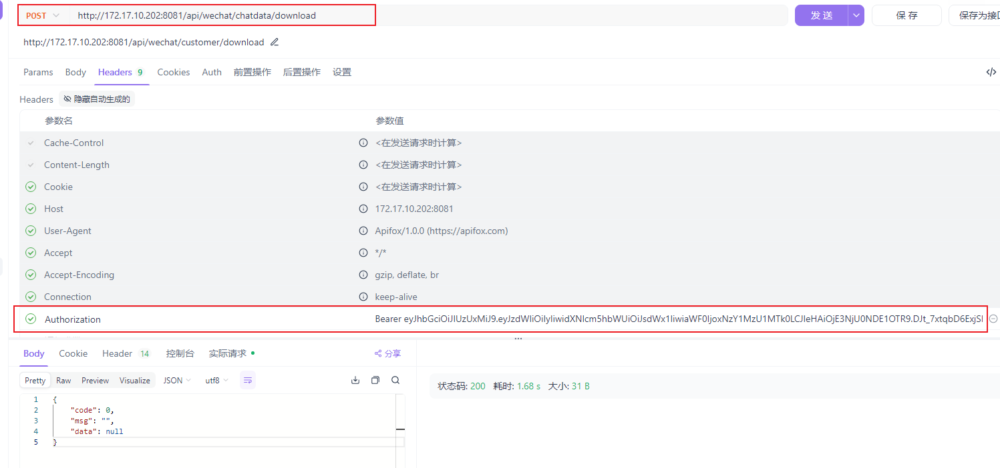 POST http://172.17.10.202:8081/api/wechat/chatdata/download 发 送 保 存 保存为接
http://172.17.10.202:8081/api/wechat/customer/download
Params Body Headers 9 Cookies Auth 前置操作 后置操作 设置 </>
Headers 隐藏自动生成的
参数名 参数值
Cache-Control <在发送请求时计算>
Content-Length <在发送请求时计算>
Cookie <在发送请求时计算>
Host 172.17.10.202:8081
User-Agent Apifox/1.0.0 (https://apifox.com)
Accept */*
Accept-Encoding gzip, deflate, br
Connection keep-alive
Authorization Bearer
Body Cookie Header 14 控制台 实际请求 分享
Pretty Raw Preview Visualize JSON utf8
状态码: 200 耗时: 1.68 s 大小: 31 B
1 {
2 "code": 0,
3 "msg": "",
4 "data": null
5 }